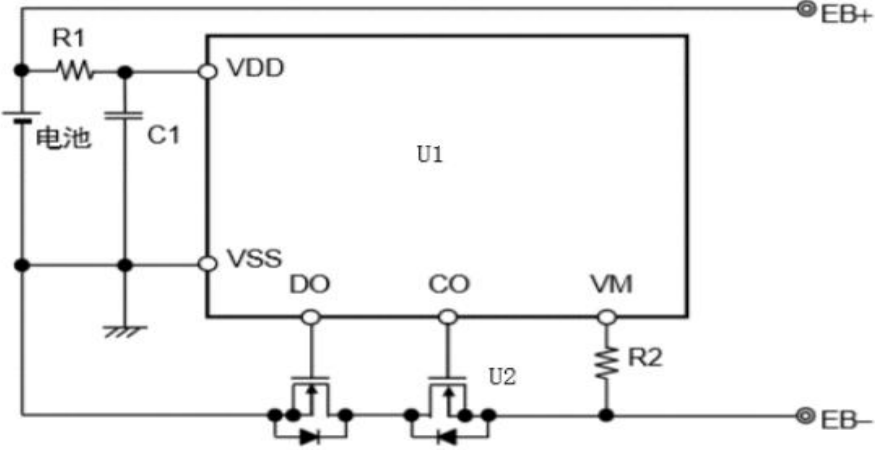 EB+
R1
VDD
电池
C1
U1
VSS
DO
CO
VM
U2
R2
EB-